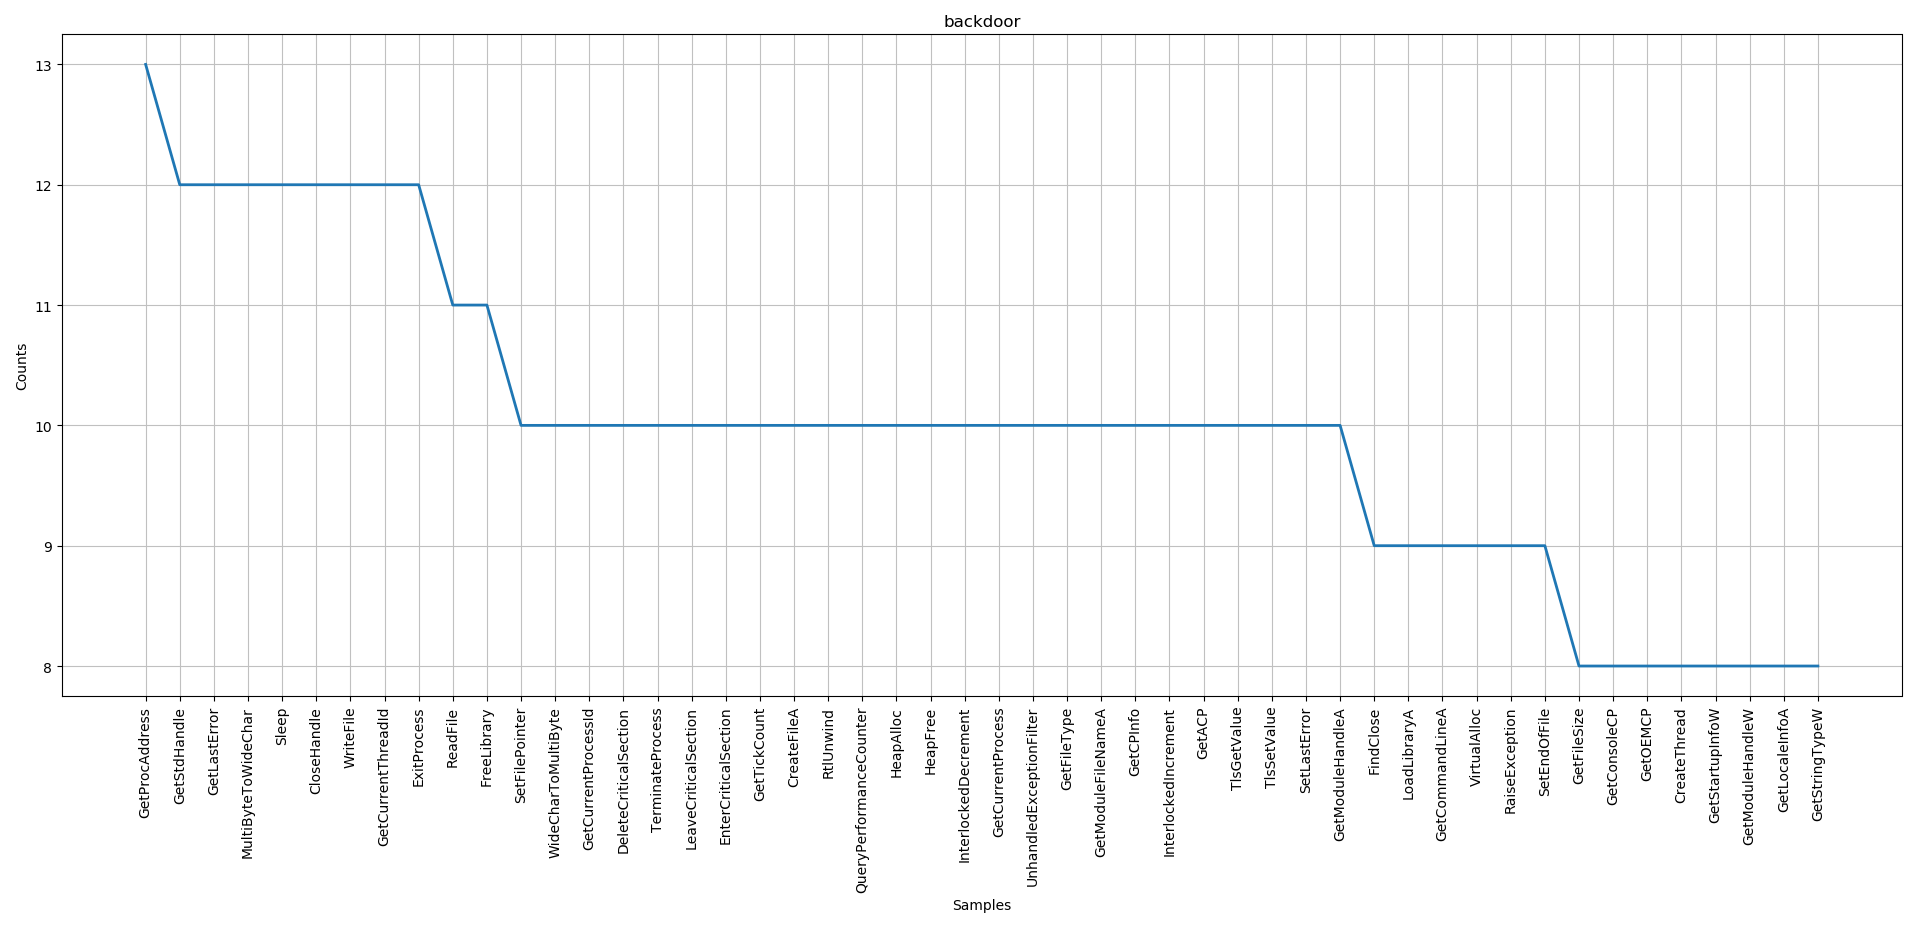 backdoor
13
12
11
10
9
8
Counts
GetProcAddress
GetStdHandle
GetLastError
MultiByteToWideChar
Sleep
CloseHandle
WriteFile
GetCurrentThreadId
ExitProcess
ReadFile
FreeLibrary
SetFilePointer
WideCharToMultiByte
GetCurrentProcessId
DeleteCriticalSection
TerminateProcess
LeaveCriticalSection
EnterCriticalSection
GetTickCount
CreateFileA
RtlUnwind
QueryPerformanceCounter
HeapAlloc
HeapFree
InterlockedDecrement
GetCurrentProcess
UnhandledExceptionFilter
GetFileType
GetModuleFileNameA
GetCPInfo
InterlockedIncrement
GetACP
TlsGetValue
TlsSetValue
SetLastError
GetModuleHandleA
FindClose
LoadLibraryA
GetCommandLineA
VirtualAlloc
RaiseException
SetEndOfFile
GetFileSize
GetConsoleCP
GetOEMCP
CreateThread
GetStartupInfoW
GetModuleHandleW
GetLocaleInfoA
GetStringTypeW
Samples